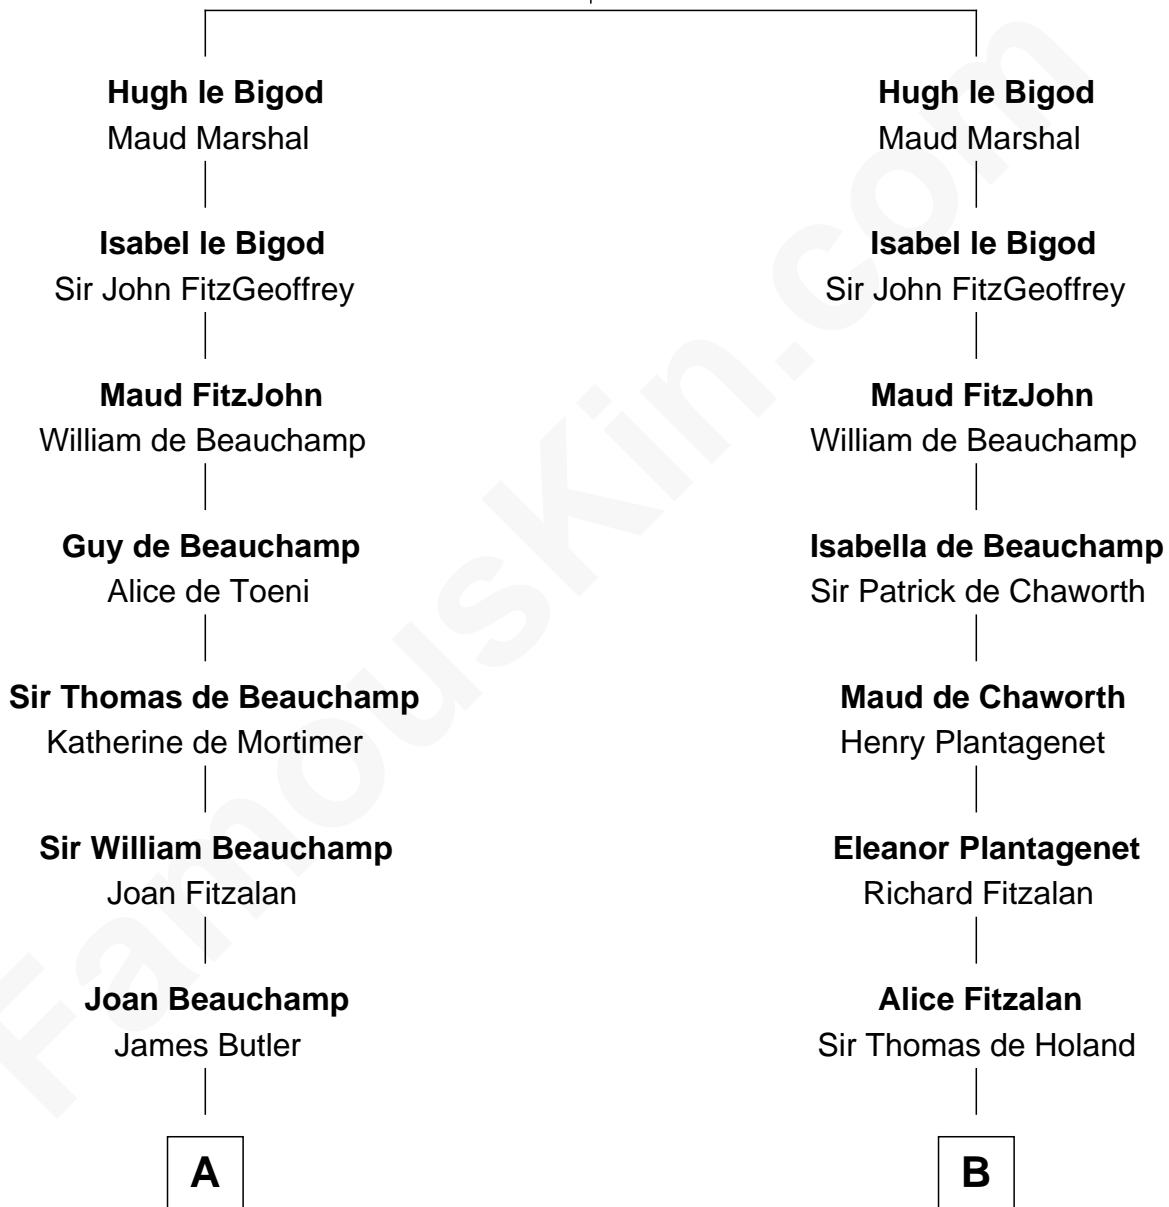 Hugh le Bigod
Maud Marshal
Isabel le Bigod
Sir John FitzGeoffrey
Maud FitzJohn
William de Beauchamp
Guy de Beauchamp
Alice de Toeni
Sir Thomas de Beauchamp
Katherine de Mortimer
Sir William Beauchamp
Joan Fitzalan
Joan Beauchamp
James Butler
A
Hugh le Bigod
Maud Marshal
Isabel le Bigod
Sir John FitzGeoffrey
Maud FitzJohn
William de Beauchamp
Isabella de Beauchamp
Sir Patrick de Chaworth
Maud de Chaworth
Henry Plantagenet
Eleanor Plantagenet
Richard Fitzalan
Alice Fitzalan
Sir Thomas de Holand
B
FamousKin.com